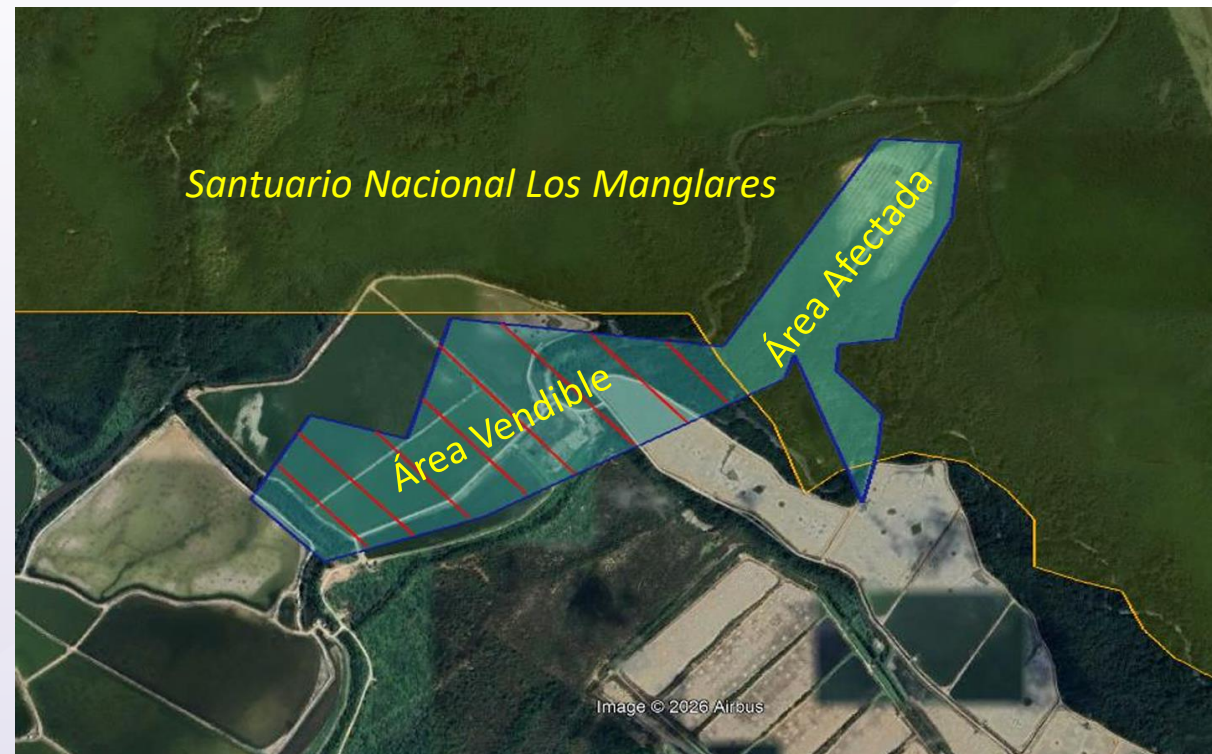 Santuario Nacional Los Manglares
Área Afectada
Área Vendible
Image © 2026 Airbus